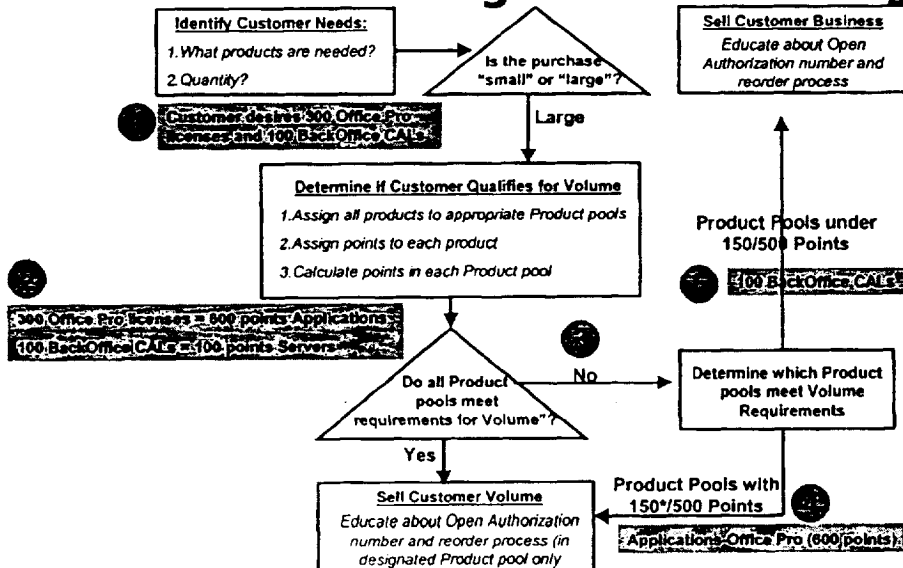 Identify Customer Needs:
1.What products are needed?
2.Quantity?
Is the purchase
"small" or "large"?
Sell Customer Business
Educate about Open
Authorization number and
reorder process
Customer desires 300 Office Pro
licenses and 100 BackOffice CALs
Large
Determine if Customer Qualifies for Volume
1.Assign all products to appropriate Product pools
2.Assign points to each product
3.Calculate points in each Product pool
Product Pools under
150/500 Points
100 BackOffice CALs
300 Office Pro licenses = 600 points Applications
100 BackOffice CALs = 100 points Servers
Do all Product
pools meet
requirements for Volume"?
No
Determine which Product
pools meet Volume
Requirements
Yes
Sell Customer Volume
Educate about Open Authorization
number and reorder process (in
designated Product pool only
Product Pools with
150*/500 Points
Applications-Office Pro (600 points)